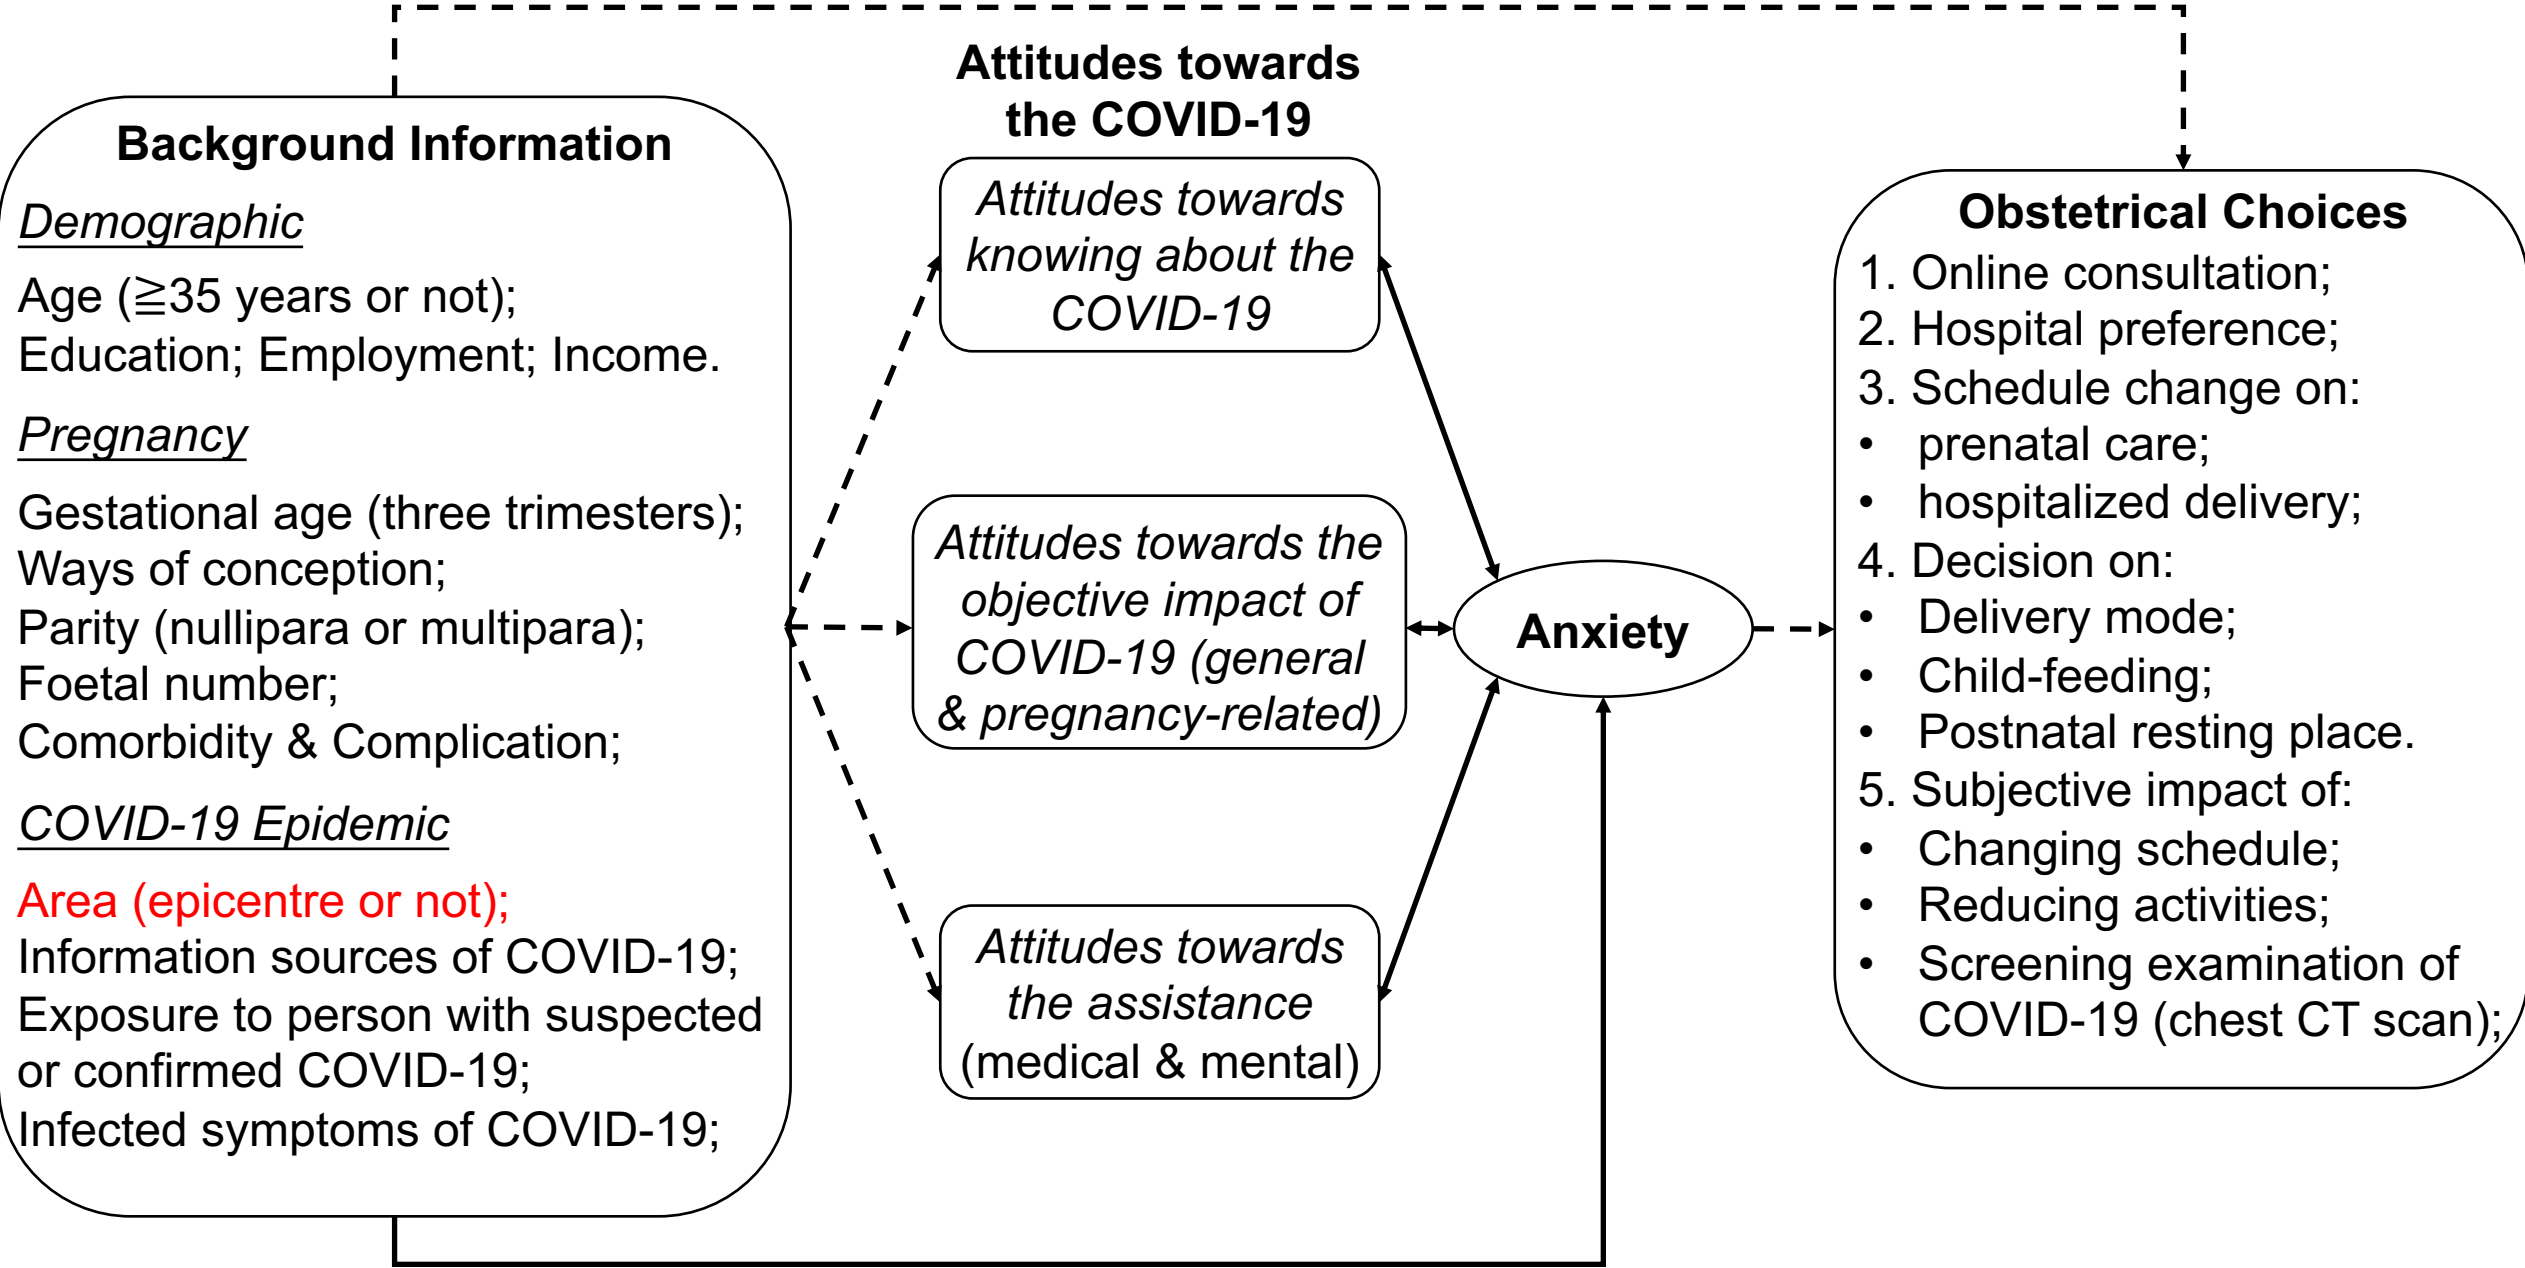 Background Information
Demographic
Age (≧35 years or not);
Education; Employment; Income.
Pregnancy
Gestational age (three trimesters);
Ways of conception;
Parity (nullipara or multipara);
Foetal number;
Comorbidity & Complication;
COVID-19 Epidemic
Area (epicentre or not);
Information sources of COVID-19;
Exposure to person with suspected
or confirmed COVID-19;
Infected symptoms of COVID-19;
Attitudes towards
the COVID-19
Attitudes towards
knowing about the
COVID-19
Attitudes towards the
objective impact of
COVID-19 (general
& pregnancy-related)
Attitudes towards
the assistance
(medical & mental)
Anxiety
Obstetrical Choices
1. Online consultation;
2. Hospital preference;
3. Schedule change on:
• prenatal care;
• hospitalized delivery;
4. Decision on:
• Delivery mode;
• Child-feeding;
• Postnatal resting place.
5. Subjective impact of:
• Changing schedule;
• Reducing activities;
• Screening examination of
COVID-19 (chest CT scan);